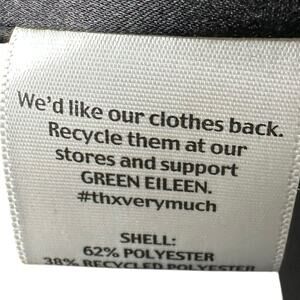 We'd like our clothes back.
Recycle them at our
stores and support
GREEN EILEEN.
#thxverymuch
SHELL:
62% POLYESTER
38% RECYCLED POLYESTER